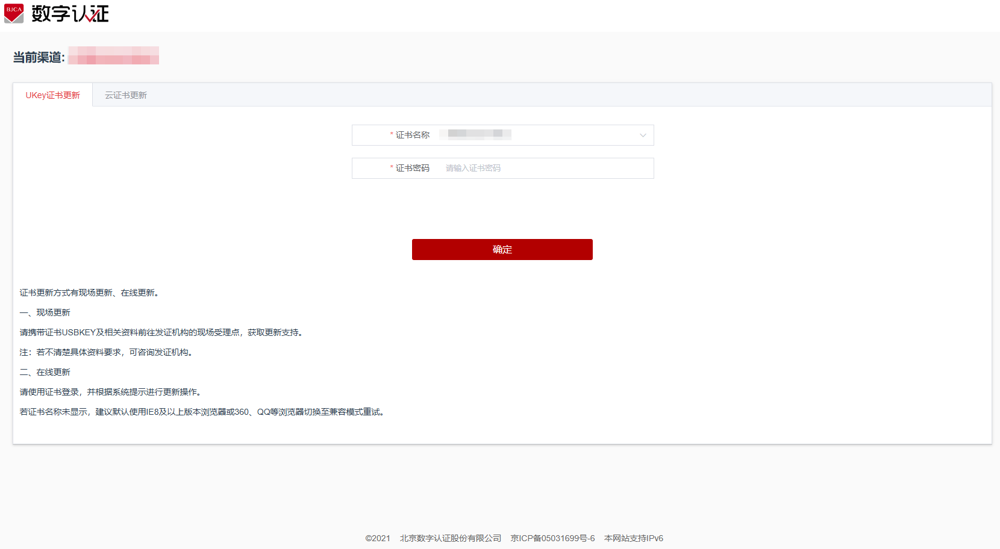 BJCA 数字认证
当前渠道:
UKey证书更新 云证书更新
* 证书名称
* 证书密码 请输入证书密码
确定
证书更新方式有现场更新、在线更新。
一、现场更新
请携带证书USBKEY及相关资料前往发证机构的现场受理点，获取更新支持。
注：若不清楚具体资料要求，可咨询发证机构。
二、在线更新
请使用证书登录，并根据系统提示进行更新操作。
若证书名称未显示，建议默认使用IE8及以上版本浏览器或360、QQ等浏览器切换至兼容模式重试。
©2021 北京数字认证股份有限公司 京ICP备05031699号-6 本网站支持IPv6